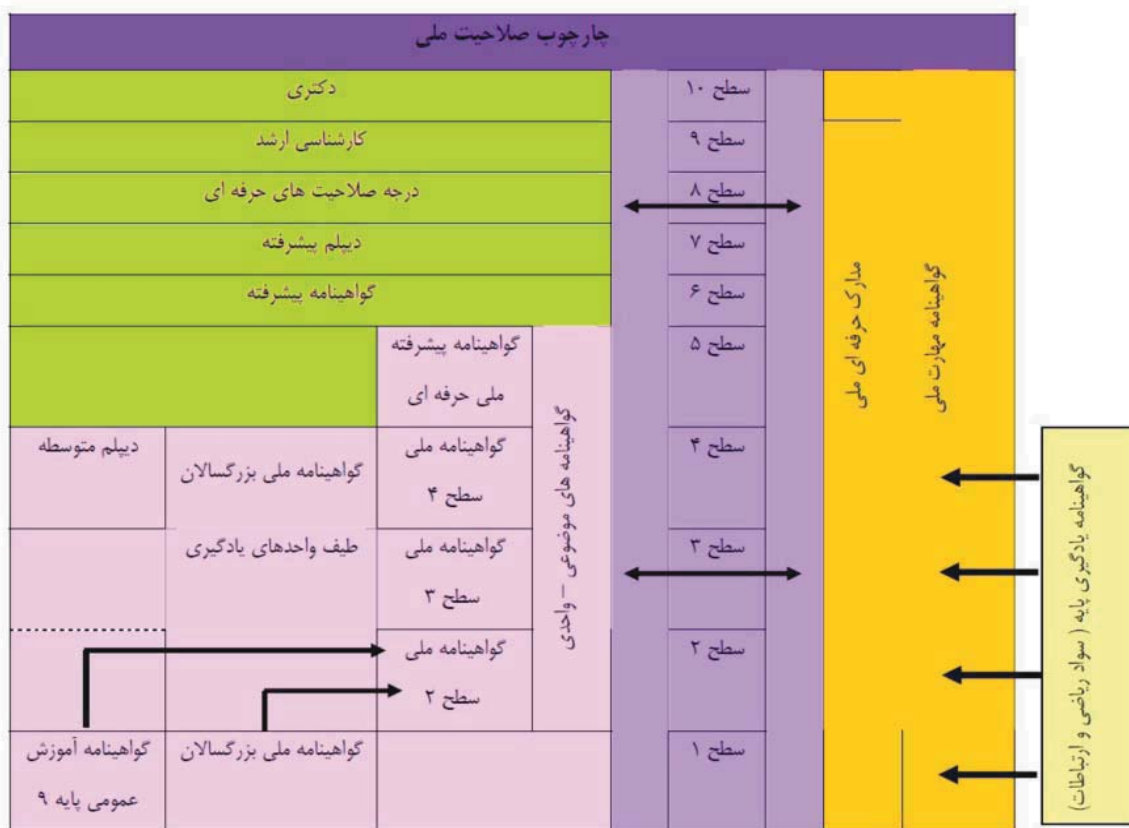 چارچوب صلاحیت ملی
سطح ۱۰
دکتری
سطح ۹
کارشناسی ارشد
سطح ۸
درجه صلاحیت های حرفه ای
سطح ۷
دیپلم پیشرفته
سطح ۶
گواهینامه پیشرفته
گواهینامه یادگیری پایه ( سواد ریاضی و ارتباطات)
گواهینامه مهارت ملی
مدارک حرفه ای ملی
سطح ۵
گواهینامه های موضوعی – واحدی
گواهینامه پیشرفته
ملی حرفه ای
سطح ۴
گواهینامه ملی
سطح ۴
گواهینامه ملی بزرگسالان
دیپلم متوسطه
سطح ۳
گواهینامه ملی
سطح ۳
طیف واحدهای یادگیری
سطح ۲
گواهینامه ملی
سطح ۲
سطح ۱
گواهینامه ملی بزرگسالان
گواهینامه آموزش
عمومی پایه ۹